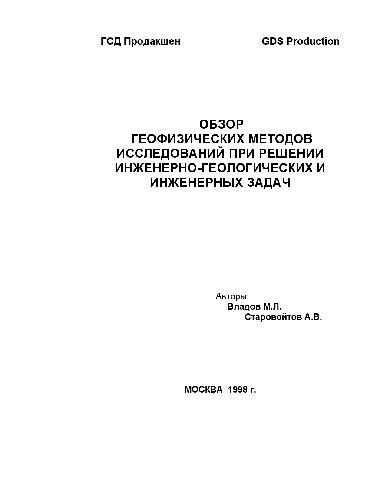 ГСД Продакшен GDS Production
ОБЗОР
ГЕОФИЗИЧЕСКИХ МЕТОДОВ
ИССЛЕДОВАНИЙ ПРИ РЕШЕНИИ
ИНЖЕНЕРНО-ГЕОЛОГИЧЕСКИХ И
ИНЖЕНЕРНЫХ ЗАДАЧ
Авторы:
Владов М.Л.
Старовойтов А.В.
МОСКВА 1998 г.